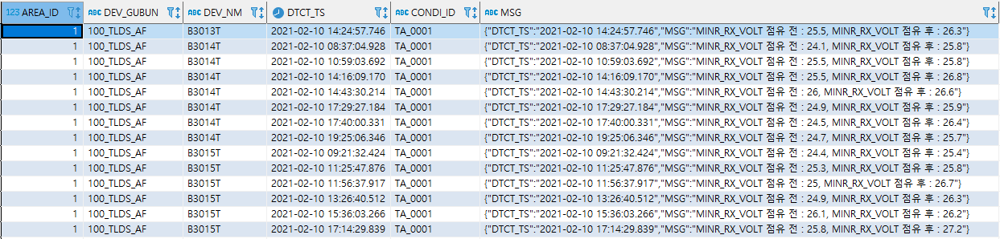 123 AREA_ID ABC DEV_GUBUN ABC DEV_NM DTCT_TS ABC CONDI_ID ABC MSG
1 100_TLDS_AF B3013T 2021-02-10 14:24:57.746 TA_0001 {"DTCT_TS":"2021-02-10 14:24:57.746","MSG":"MINR_RX_VOLT 점유 전 : 25.5, MINR_RX_VOLT 점유 후 : 26.3"}
1 100_TLDS_AF B3014T 2021-02-10 08:37:04.928 TA_0001 {"DTCT_TS":"2021-02-10 08:37:04.928","MSG":"MINR_RX_VOLT 점유 전 : 24.1, MINR_RX_VOLT 점유 후 : 25.8"}
1 100_TLDS_AF B3014T 2021-02-10 10:59:03.692 TA_0001 {"DTCT_TS":"2021-02-10 10:59:03.692","MSG":"MINR_RX_VOLT 점유 전 : 25.5, MINR_RX_VOLT 점유 후 : 25.8"}
1 100_TLDS_AF B3014T 2021-02-10 14:16:09.170 TA_0001 {"DTCT_TS":"2021-02-10 14:16:09.170","MSG":"MINR_RX_VOLT 점유 전 : 25.5, MINR_RX_VOLT 점유 후 : 26.8"}
1 100_TLDS_AF B3014T 2021-02-10 14:43:30.214 TA_0001 {"DTCT_TS":"2021-02-10 14:43:30.214","MSG":"MINR_RX_VOLT 점유 전 : 26, MINR_RX_VOLT 점유 후 : 26.6"}
1 100_TLDS_AF B3014T 2021-02-10 17:29:27.184 TA_0001 {"DTCT_TS":"2021-02-10 17:29:27.184","MSG":"MINR_RX_VOLT 점유 전 : 24.9, MINR_RX_VOLT 점유 후 : 25.9"}
1 100_TLDS_AF B3014T 2021-02-10 17:40:00.331 TA_0001 {"DTCT_TS":"2021-02-10 17:40:00.331","MSG":"MINR_RX_VOLT 점유 전 : 24.5, MINR_RX_VOLT 점유 후 : 26.4"}
1 100_TLDS_AF B3014T 2021-02-10 19:25:06.346 TA_0001 {"DTCT_TS":"2021-02-10 19:25:06.346","MSG":"MINR_RX_VOLT 점유 전 : 24.7, MINR_RX_VOLT 점유 후 : 25.7"}
1 100_TLDS_AF B3015T 2021-02-10 09:21:32.424 TA_0001 {"DTCT_TS":"2021-02-10 09:21:32.424","MSG":"MINR_RX_VOLT 점유 전 : 24.4, MINR_RX_VOLT 점유 후 : 25.4"}
1 100_TLDS_AF B3015T 2021-02-10 11:25:47.876 TA_0001 {"DTCT_TS":"2021-02-10 11:25:47.876","MSG":"MINR_RX_VOLT 점유 전 : 25.3, MINR_RX_VOLT 점유 후 : 25.8"}
1 100_TLDS_AF B3015T 2021-02-10 11:56:37.917 TA_0001 {"DTCT_TS":"2021-02-10 11:56:37.917","MSG":"MINR_RX_VOLT 점유 전 : 25, MINR_RX_VOLT 점유 후 : 26.7"}
1 100_TLDS_AF B3015T 2021-02-10 13:26:40.512 TA_0001 {"DTCT_TS":"2021-02-10 13:26:40.512","MSG":"MINR_RX_VOLT 점유 전 : 24.9, MINR_RX_VOLT 점유 후 : 26.3"}
1 100_TLDS_AF B3015T 2021-02-10 15:36:03.266 TA_0001 {"DTCT_TS":"2021-02-10 15:36:03.266","MSG":"MINR_RX_VOLT 점유 전 : 26.1, MINR_RX_VOLT 점유 후 : 26.2"}
1 100_TLDS_AF B3015T 2021-02-10 17:14:29.839 TA_0001 {"DTCT_TS":"2021-02-10 17:14:29.839","MSG":"MINR_RX_VOLT 점유 전 : 25.8, MINR_RX_VOLT 점유 후 : 27.2"}